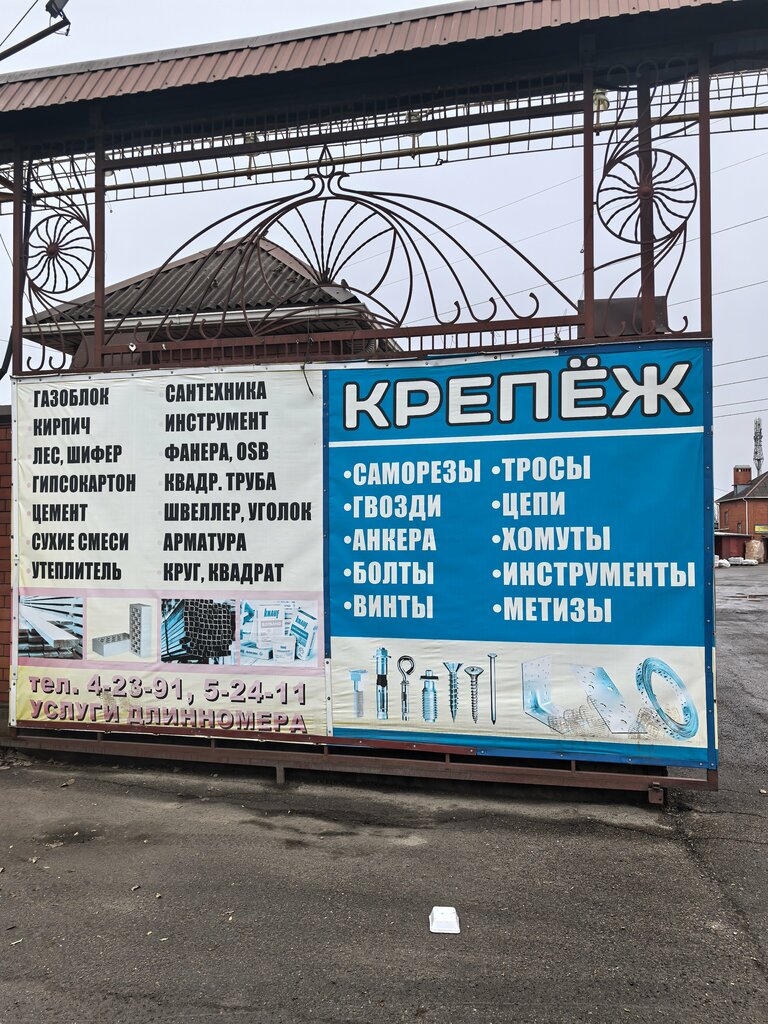 ГАЗОБЛОК
КИРПИЧ
ЛЕС, ШИФЕР
ГИПСОКАРТОН
ЦЕМЕНТ
СУХИЕ СМЕСИ
УТЕПЛИТЕЛЬ
САНТЕХНИКА
ИНСТРУМЕНТ
ФАНЕРА, OSB
КВАДР. ТРУБА
ШВЕЛЛЕР, УГОЛОК
АРМАТУРА
КРУГ, КВАДРАТ
KNAUF
тел. 4-23-91, 5-24-11
УСЛУГИ ДЛИННОМЕРА
КРЕПЁЖ
•САМОРЕЗЫ
•ГВОЗДИ
•АНКЕРА
•БОЛТЫ
•ВИНТЫ
•ТРОСЫ
•ЦЕПИ
•ХОМУТЫ
•ИНСТРУМЕНТЫ
•МЕТИЗЫ